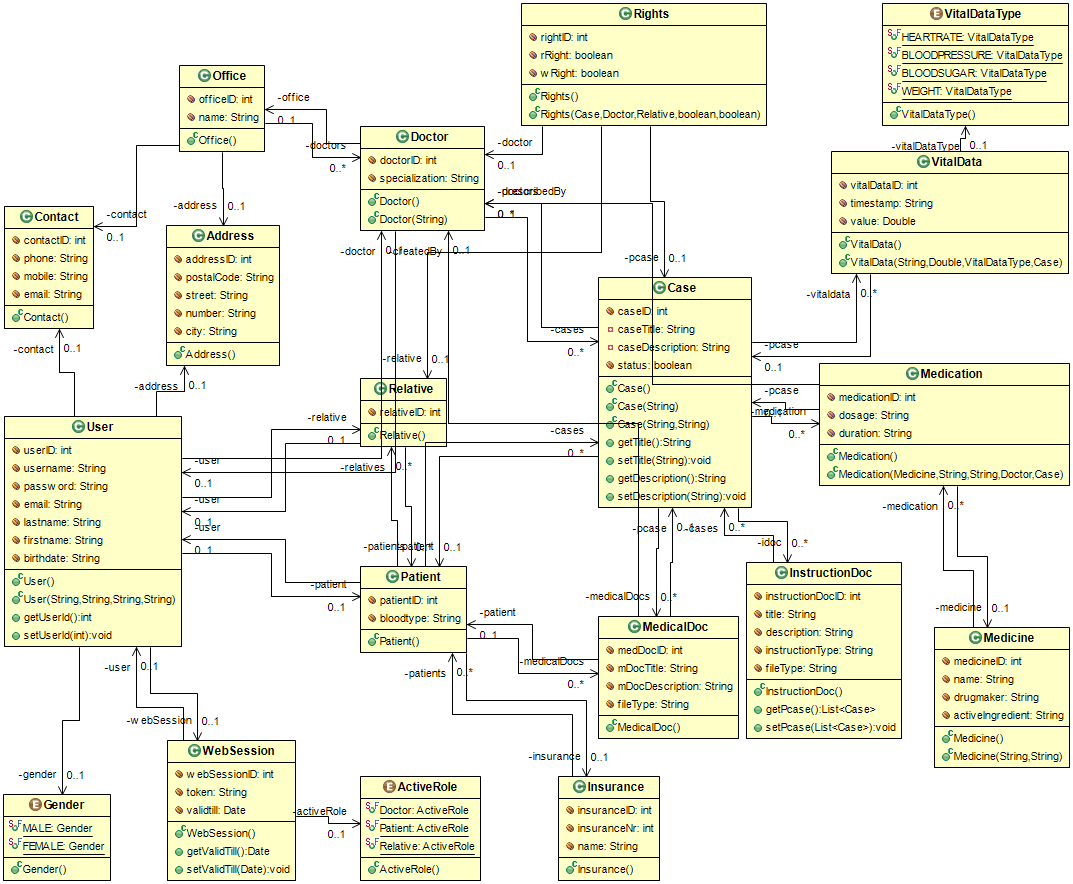 Rights
rightID: int
rRight: boolean
wRight: boolean
Rights()
Rights(Case,Doctor,Relative,boolean,boolean)
VitalDataType
HEARTRATE: VitalDataType
BLOODPRESSURE: VitalDataType
BLOODSUGAR: VitalDataType
WEIGHT: VitalDataType
VitalDataType()
Office
officeID: int
name: String
Office()
-office
0..1
-doctors
0..*
Doctor
doctorID: int
specialization: String
Doctor()
Doctor(String)
-doctor
0..1
-vitalDataType
0..1
VitalData
vitalDataID: int
timestamp: String
value: Double
VitalData()
VitalData(String,Double,VitalDataType,Case)
-prescribedBy
Contact
contactID: int
phone: String
mobile: String
email: String
Contact()
-contact
0..1
-address
0..1
Address
addressID: int
postalCode: String
street: String
number: String
city: String
Address()
-doctor
0..1
-createdBy
0..1
-pcase
0..1
Case
caseID: int
caseTitle: String
caseDescription: String
status: boolean
Case()
Case(String)
Case(String,String)
getTitle():String
setTitle(String):void
getDescription():String
setDescription(String):void
-vitaldata
0..*
-cases
0..*
-pcase
0..1
-contact
0..1
-address
0..1
-relative
0..1
Relative
relativeID: int
Relative()
Medication
medicationID: int
dosage: String
duration: String
Medication()
Medication(Medicine,String,String,Doctor,Case)
-pcase
-medication
0..*
User
userID: int
username: String
password: String
email: String
lastname: String
firstname: String
birthdate: String
User()
User(String,String,String,String)
getUserId():int
setUserId(int):void
-relative
0..1
-cases
0..*
-user
0..1
-relatives
0..*
-user
0..1
-user
0..1
-patients
-patient
0..1
-pcase
0..1
-cases
0..*
-idoc
0..*
-medication
0..*
-patient
0..1
Patient
patientID: int
bloodtype: String
Patient()
InstructionDoc
instructionDocID: int
title: String
description: String
instructionType: String
fileType: String
InstructionDoc()
getPcase():List<Case>
setPcase(List<Case>):void
-medicalDocs
0..*
-patient
0..1
-medicalDocs
0..*
MedicalDoc
medDocID: int
mDocTitle: String
mDocDescription: String
fileType: String
MedicalDoc()
-medicine
0..1
Medicine
medicineID: int
name: String
drugmaker: String
activeIngredient: String
Medicine()
Medicine(String,String)
-user
0..1
-patients
0..*
-webSession
0..1
WebSession
webSessionID: int
token: String
validtill: Date
WebSession()
getValidTill():Date
setValidTill(Date):void
-gender
0..1
Gender
MALE: Gender
FEMALE: Gender
Gender()
-activeRole
0..1
ActiveRole
Doctor: ActiveRole
Patient: ActiveRole
Relative: ActiveRole
ActiveRole()
-insurance
0..1
Insurance
insuranceID: int
insuranceNr: int
name: String
Insurance()